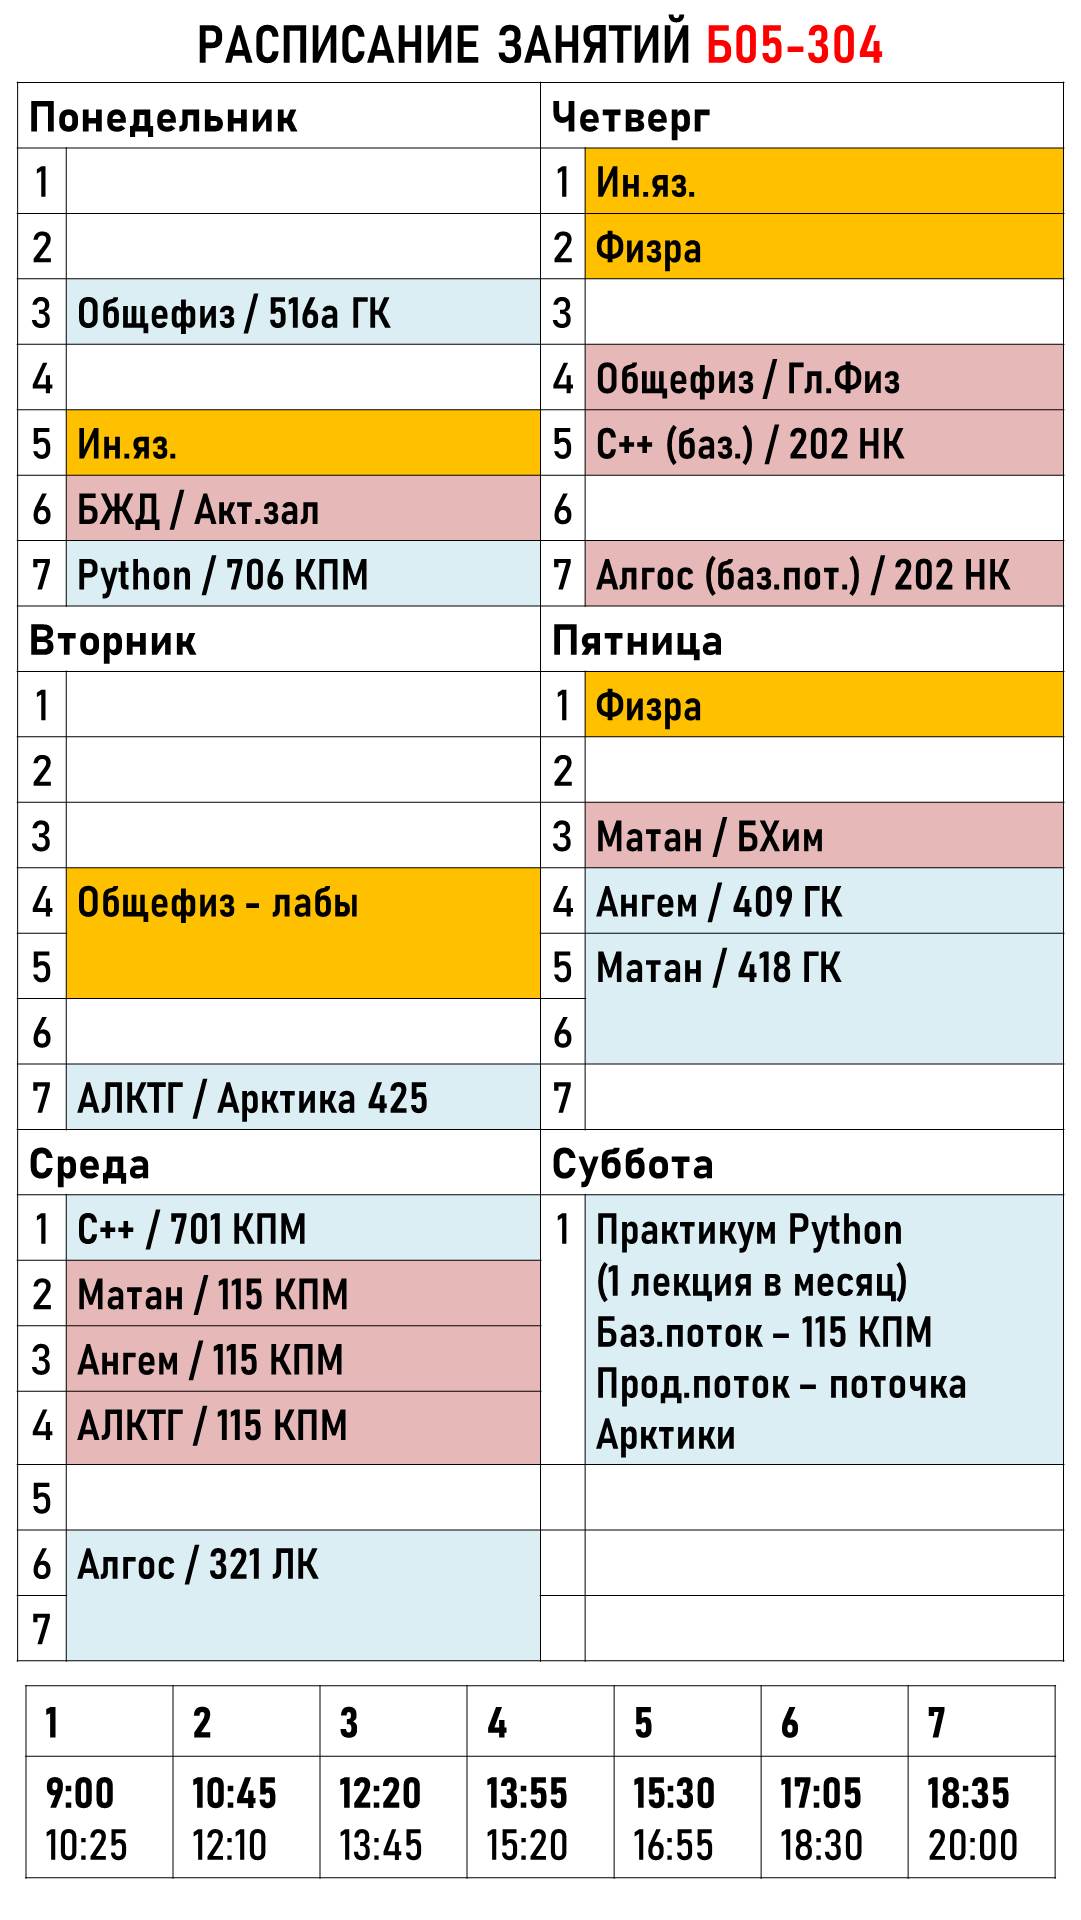 РАСПИСАНИЕ ЗАНЯТИЙ Б05-304
Понедельник
1
2
3 Общефиз / 516а ГК
4
5 Ин.яз.
6 БЖД / Акт.зал
7 Python / 706 КПМ
Вторник
1
2
3
4 Общефиз - лабы
5
6
7 АЛКТГ / Арктика 425
Среда
1 С++ / 701 КПМ
2 Матан / 115 КПМ
3 Ангем / 115 КПМ
4 АЛКТГ / 115 КПМ
5
6 Алгос / 321 ЛК
7
Четверг
1 Ин.яз.
2 Физра
3
4 Общефиз / Гл.Физ
5 С++ (баз.) / 202 НК
6
7 Алгос (баз.пот.) / 202 НК
Пятница
1 Физра
2
3 Матан / БХим
4 Ангем / 409 ГК
5 Матан / 418 ГК
6
7
Суббота
1 Практикум Python
(1 лекция в месяц)
Баз.поток – 115 КПМ
Прод.поток – поточка
Арктики
1 2 3 4 5 6 7
9:00 10:45 12:20 13:55 15:30 17:05 18:35
10:25 12:10 13:45 15:20 16:55 18:30 20:00